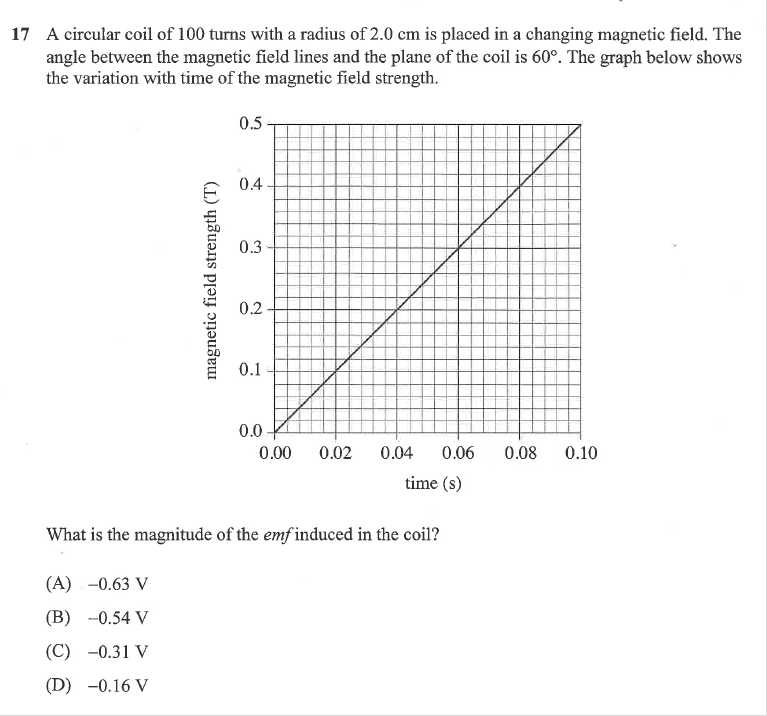 17 A circular coil of 100 turns with a radius of 2.0 cm is placed in a changing magnetic field. The
angle between the magnetic field lines and the plane of the coil is 60°. The graph below shows
the variation with time of the magnetic field strength.
0.5
0.4
0.3
0.2
0.1
0.0
magnetic field strength (T)
0.00 0.02 0.04 0.06 0.08 0.10
time (s)
What is the magnitude of the emf induced in the coil?
(A) –0.63 V
(B) –0.54 V
(C) –0.31 V
(D) –0.16 V